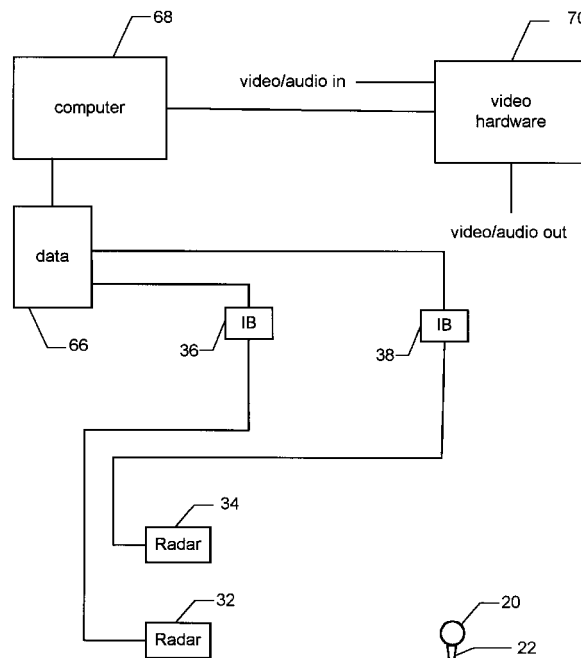 68
70
video/audio in
computer
video
hardware
data
video/audio out
IB
IB
66
36
38
34
Radar
32
Radar
20
22